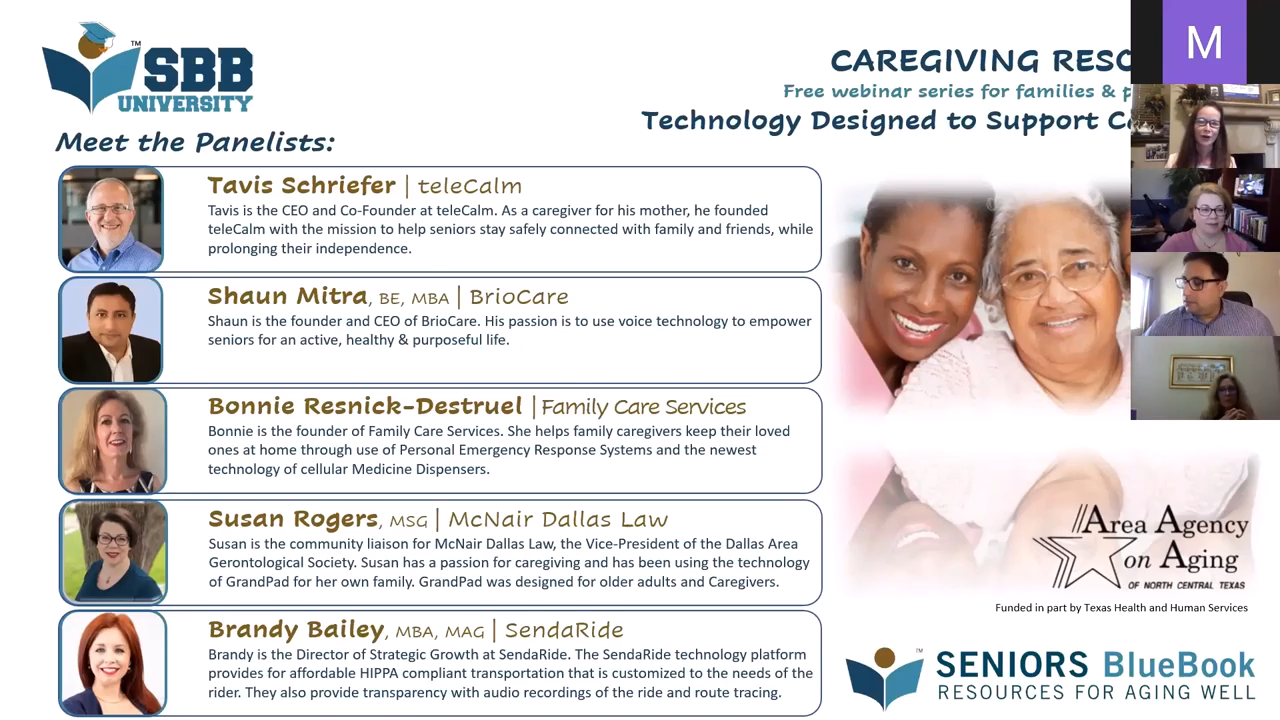 ™
SBB
UNIVERSITY
CAREGIVING RESO
Free webinar series for families & p
Technology Designed to Support C
M
Meet the Panelists:
Tavis Schriefer | teleCalm
Tavis is the CEO and Co-Founder at teleCalm. As a caregiver for his mother, he founded
teleCalm with the mission to help seniors stay safely connected with family and friends, while
prolonging their independence.
Shaun Mitra, BE, MBA | BrioCare
Shaun is the founder and CEO of BrioCare. His passion is to use voice technology to empower
seniors for an active, healthy & purposeful life.
Bonnie Resnick-Destruel | Family Care Services
Bonnie is the founder of Family Care Services. She helps family caregivers keep their loved
ones at home through use of Personal Emergency Response Systems and the newest
technology of cellular Medicine Dispensers.
Susan Rogers, MSG | McNair Dallas Law
Susan is the community liaison for McNair Dallas Law, the Vice-President of the Dallas Area
Gerontological Society. Susan has a passion for caregiving and has been using the technology
of GrandPad for her own family. GrandPad was designed for older adults and Caregivers.
Brandy Bailey, MBA, MAG | SendaRide
Brandy is the Director of Strategic Growth at SendaRide. The SendaRide technology platform
provides for affordable HIPPA compliant transportation that is customized to the needs of the
rider. They also provide transparency with audio recordings of the ride and route tracing.
Area Agency
on Aging
OF NORTH CENTRAL TEXAS
Funded in part by Texas Health and Human Services
™
SENIORS BlueBook
RESOURCES FOR AGING WELL